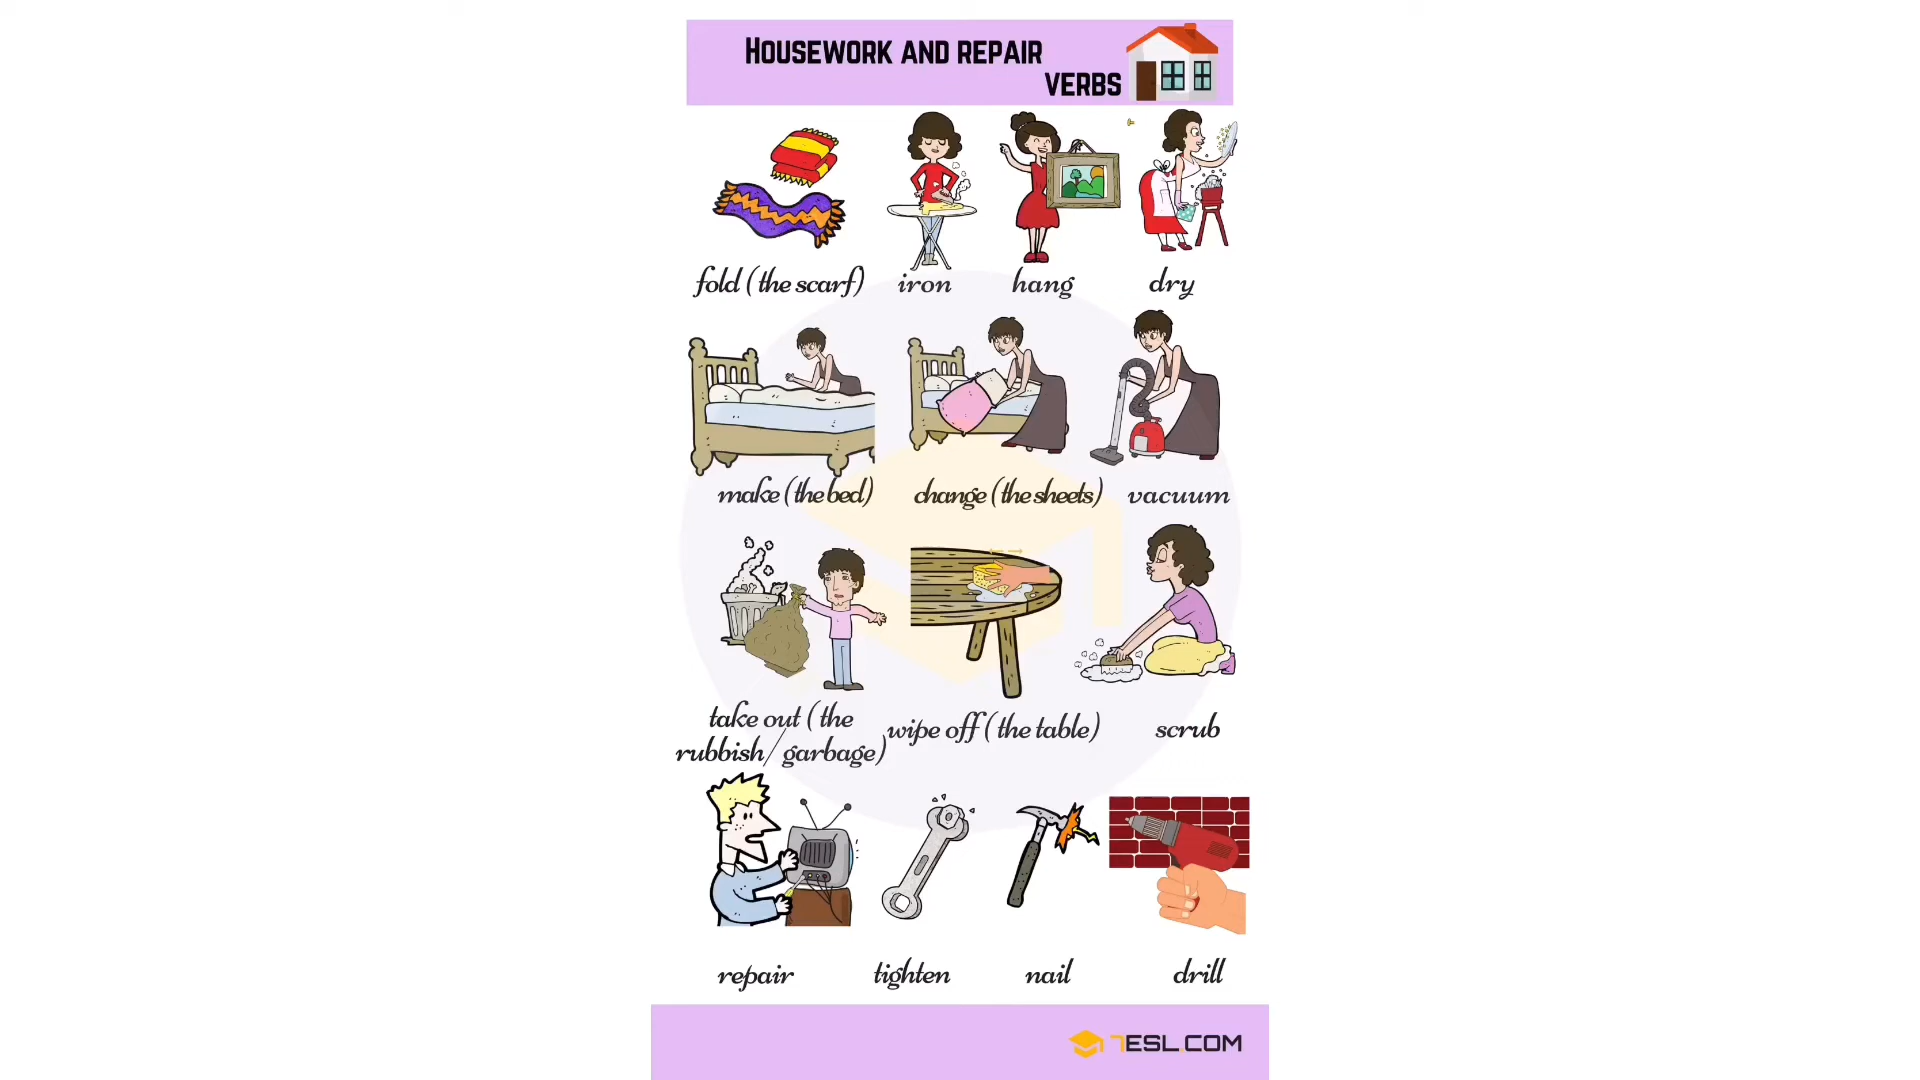 HOUSEWORK AND REPAIR
VERBS
fold (the scarf) iron hang dry
make (the bed) change (the sheets) vacuum
take out (the
rubbish/garbage) wipe off (the table) scrub
repair tighten nail drill
7ESL.COM